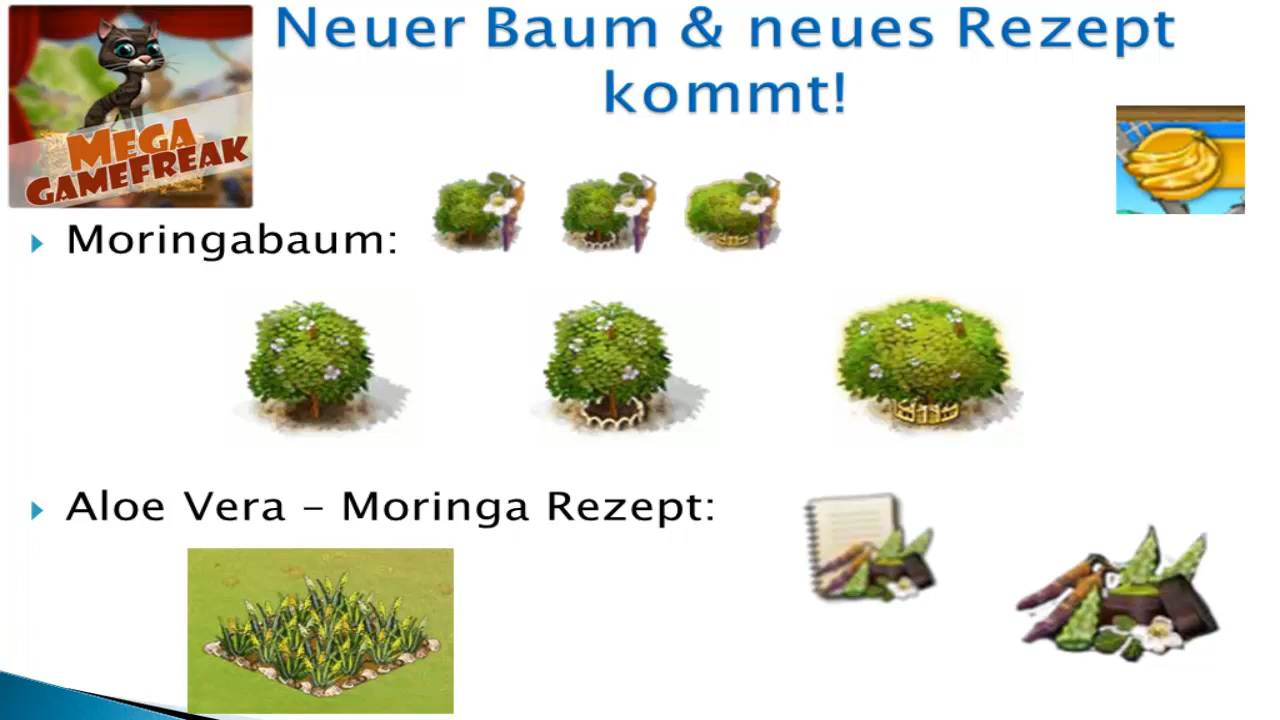 Neuer Baum & neues Rezept
kommt!
MEGA
GAMEFREAK
Moringabaum:
Aloe Vera – Moringa Rezept: